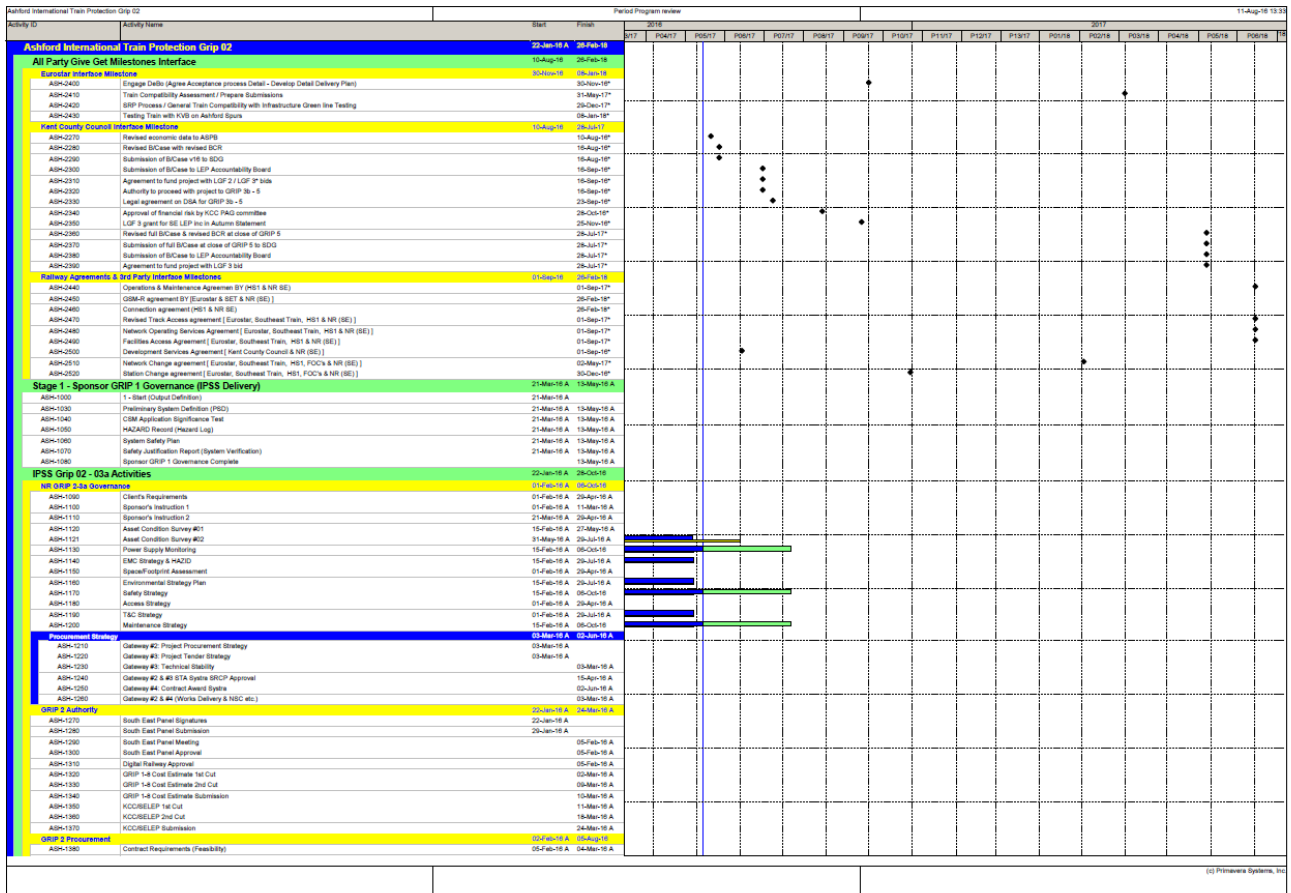 Ashford International Train Protection Grip 02 Period Program review 11-Aug-16 13:33
Activity ID Activity Name Start Finish 2016 2017
3/17 P04/17 P05/17 P06/17 P07/17 P08/17 P09/17 P10/17 P11/17 P12/17 P13/17 P01/18 P02/18 P03/18 P04/18 P05/18 P06/18 18
Ashford International Train Protection Grip 02 22-Jan-16 A 26-Feb-18
All Party Give Get Milestones Interface 10-Aug-16 26-Feb-18
Eurostar Interface Milestone 30-Nov-16 08-Jan-18
ASH-2400 Engage DeBo (Agree Acceptance process Detail - Develop Detail Delivery Plan) 30-Nov-16*
ASH-2410 Train Compatibility Assessment / Prepare Submissions 31-May-17*
ASH-2420 SRP Process / General Train Compatibility with Infrastructure Green line Testing 29-Dec-17*
ASH-2430 Testing Train with KVB on Ashford Spurs 08-Jan-18*
Kent County Council Interface Milestone 10-Aug-16 28-Jul-17
ASH-2270 Revised economic data to ASPB 10-Aug-16*
ASH-2280 Revised B/Case with revised BCR 16-Aug-16*
ASH-2290 Submission of B/Case v16 to SDG 16-Aug-16*
ASH-2300 Submission of B/Case to LEP Accountability Board 16-Sep-16*
ASH-2310 Agreement to fund project with LGF 2 / LGF 3* bids 16-Sep-16*
ASH-2320 Authority to proceed with project to GRIP 3b - 5 16-Sep-16*
ASH-2330 Legal agreement on DSA for GRIP 3b - 5 23-Sep-16*
ASH-2340 Approval of financial risk by KCC PAG committee 28-Oct-16*
ASH-2350 LGF 3 grant for SE LEP inc in Autumn Statement 25-Nov-16*
ASH-2360 Revised full B/Case & revised BCR at close of GRIP 5 28-Jul-17*
ASH-2370 Submission of full B/Case at close of GRIP 5 to SDG 28-Jul-17*
ASH-2380 Submission of B/Case to LEP Accountability Board 28-Jul-17*
ASH-2390 Agreement to fund project with LGF 3 bid 28-Jul-17*
Railway Agreements & 3rd Party Interface Milestones 01-Sep-16 26-Feb-18
ASH-2440 Operations & Maintenance Agreemen BY (HS1 & NR SE) 01-Sep-17*
ASH-2450 GSM-R agreement BY [Eurostar & SET & NR (SE) ] 26-Feb-18*
ASH-2460 Connection agreement (HS1 & NR SE) 26-Feb-18*
ASH-2470 Revised Track Access agreement [ Eurostar, Southeast Train, HS1 & NR (SE) ] 01-Sep-17*
ASH-2480 Network Operating Services Agreement [ Eurostar, Southeast Train, HS1 & NR (SE) ] 01-Sep-17*
ASH-2490 Facilities Access Agreement [ Eurostar, Southeast Train, HS1 & NR (SE) ] 01-Sep-17*
ASH-2500 Development Services Agreement [ Kent County Council & NR (SE) ] 01-Sep-16*
ASH-2510 Network Change agreement [ Eurostar, Southeast Train, HS1, FOC's & NR (SE) ] 02-May-17*
ASH-2520 Station Change agreement [ Eurostar, Southeast Train, HS1, FOC's & NR (SE) ] 30-Dec-16*
Stage 1 - Sponsor GRIP 1 Governance (IPSS Delivery) 21-Mar-16 A 13-May-16 A
ASH-1000 1 - Start (Output Definition) 21-Mar-16 A
ASH-1030 Preliminary System Definition (PSD) 21-Mar-16 A 13-May-16 A
ASH-1040 CSM Application Significance Test 21-Mar-16 A 13-May-16 A
ASH-1050 HAZARD Record (Hazard Log) 21-Mar-16 A 13-May-16 A
ASH-1060 System Safety Plan 21-Mar-16 A 13-May-16 A
ASH-1070 Safety Justification Report (System Verification) 21-Mar-16 A 13-May-16 A
ASH-1080 Sponsor GRIP 1 Governance Complete 13-May-16 A
IPSS Grip 02 - 03a Activities 22-Jan-16 A 28-Oct-16
NR GRIP 2-3a Governance 01-Feb-16 A 06-Oct-16
ASH-1090 Client's Requirements 01-Feb-16 A 29-Apr-16 A
ASH-1100 Sponsor's Instruction 1 01-Feb-16 A 11-Mar-16 A
ASH-1110 Sponsor's Instruction 2 21-Mar-16 A 29-Apr-16 A
ASH-1120 Asset Condition Survey #01 15-Feb-16 A 27-May-16 A
ASH-1121 Asset Condition Survey #02 31-May-16 A 29-Jul-16 A
ASH-1130 Power Supply Monitoring 15-Feb-16 A 06-Oct-16
ASH-1140 EMC Strategy & HAZID 15-Feb-16 A 29-Jul-16 A
ASH-1150 Space/Footprint Assessment 01-Feb-16 A 29-Apr-16 A
ASH-1160 Environmental Strategy Plan 15-Feb-16 A 29-Jul-16 A
ASH-1170 Safety Strategy 15-Feb-16 A 06-Oct-16
ASH-1180 Access Strategy 01-Feb-16 A 29-Apr-16 A
ASH-1190 T&C Strategy 01-Feb-16 A 29-Jul-16 A
ASH-1200 Maintenance Strategy 15-Feb-16 A 06-Oct-16
Procurement Strategy 03-Mar-16 A 02-Jun-16 A
ASH-1210 Gateway #2: Project Procurement Strategy 03-Mar-16 A
ASH-1220 Gateway #3: Project Tender Strategy 03-Mar-16 A
ASH-1230 Gateway #3: Technical Stability 03-Mar-16 A
ASH-1240 Gateway #2 & #3 STA Systra SRCP Approval 15-Apr-16 A
ASH-1250 Gateway #4: Contract Award Systra 02-Jun-16 A
ASH-1260 Gateway #2 & #4 (Works Delivery & NSC etc.) 03-Mar-16 A
GRIP 2 Authority 22-Jan-16 A 24-Mar-16 A
ASH-1270 South East Panel Signatures 22-Jan-16 A
ASH-1280 South East Panel Submission 29-Jan-16 A
ASH-1290 South East Panel Meeting 05-Feb-16 A
ASH-1300 South East Panel Approval 05-Feb-16 A
ASH-1310 Digital Railway Approval 05-Feb-16 A
ASH-1320 GRIP 1-8 Cost Estimate 1st Cut 02-Mar-16 A
ASH-1330 GRIP 1-8 Cost Estimate 2nd Cut 09-Mar-16 A
ASH-1340 GRIP 1-8 Cost Estimate Submission 10-Mar-16 A
ASH-1350 KCC/SELEP 1st Cut 11-Mar-16 A
ASH-1360 KCC/SELEP 2nd Cut 18-Mar-16 A
ASH-1370 KCC/SELEP Submission 24-Mar-16 A
GRIP 2 Procurement 02-Feb-16 A 05-Aug-16
ASH-1380 Contract Requirements (Feasibility) 05-Feb-16 A 04-Mar-16 A
(c) Primavera Systems, Inc.